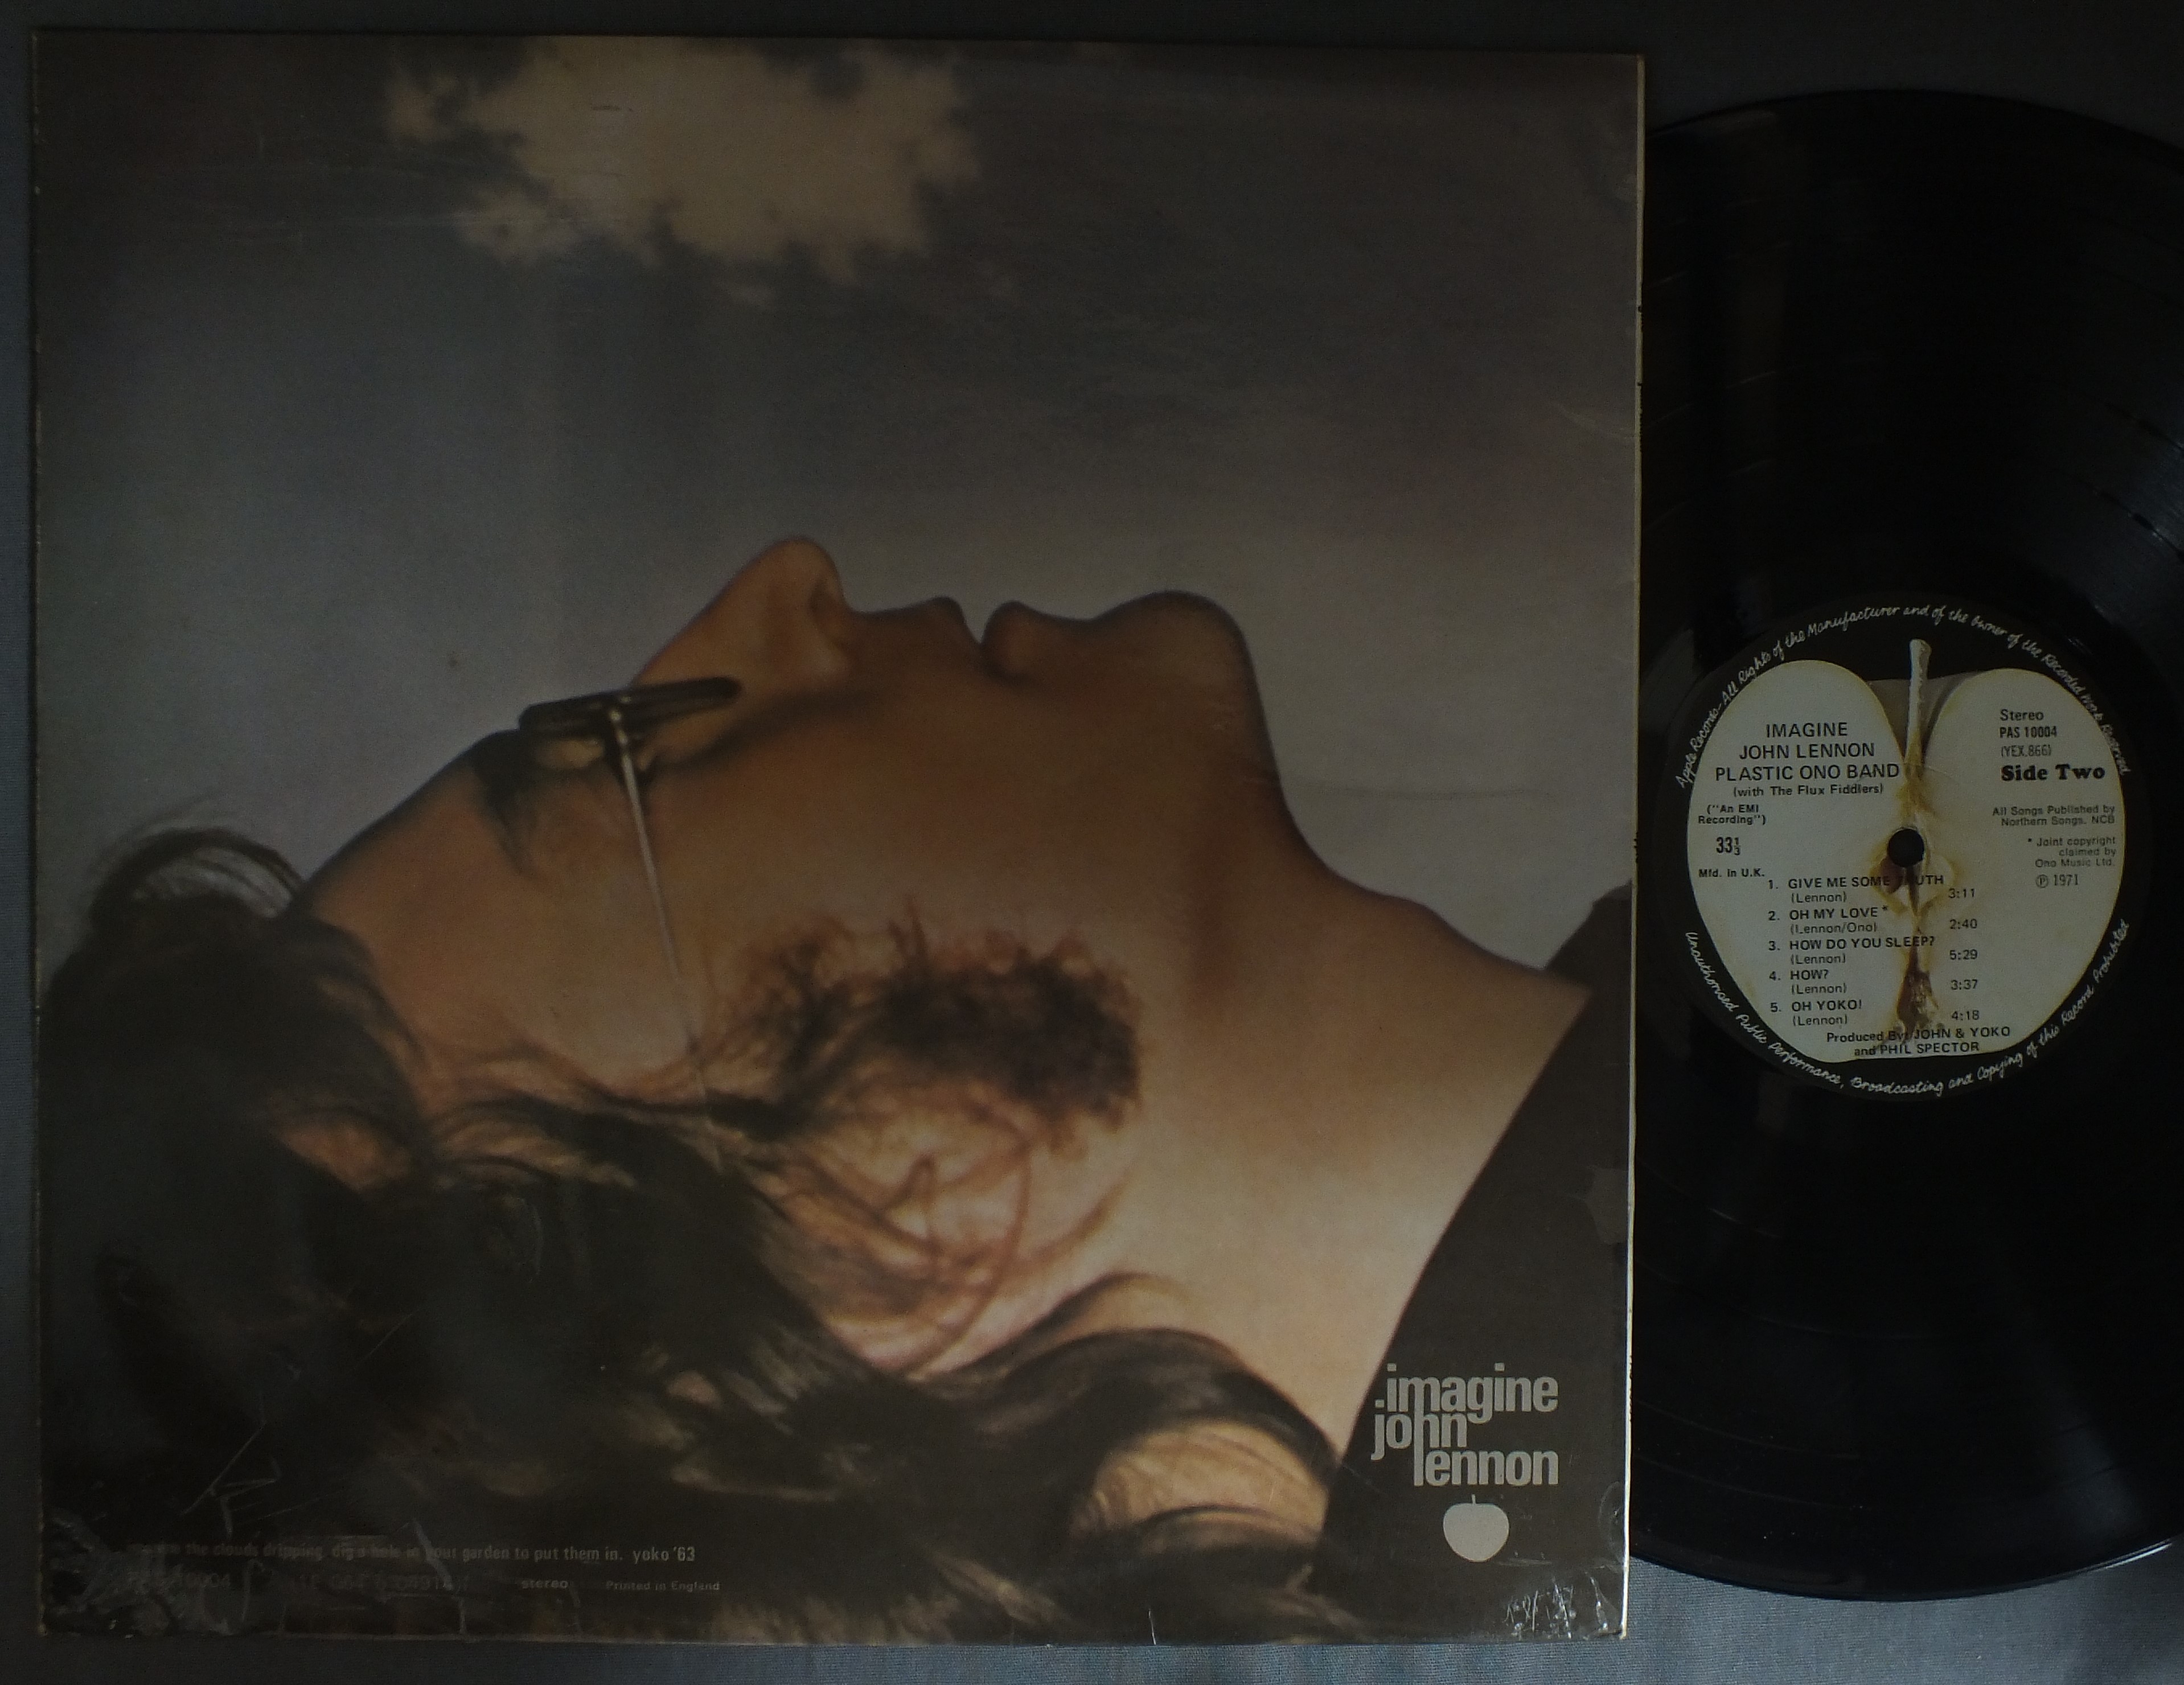 imagine
john
lennon
the clouds dripping. dig a hole in your garden to put them in. yoko '63
stereo Printed in England
Apple Records-All Rights of the Manufacturer and of the Owner of the Recorded Work Reserved
IMAGINE
JOHN LENNON
PLASTIC ONO BAND
(with The Flux Fiddlers)
("An EMI
Recording")
33⅓
Mfd. in U.K.
Stereo
PAS 10004
(YEX.866)
Side Two
All Songs Published by
Northern Songs. NCB
* Joint copyright
claimed by
Ono Music Ltd.
℗ 1971
1. GIVE ME SOME TRUTH
(Lennon) 3:11
2. OH MY LOVE *
(Lennon/Ono) 2:40
3. HOW DO YOU SLEEP?
(Lennon) 5:29
4. HOW?
(Lennon) 3:37
5. OH YOKO!
(Lennon) 4:18
Produced By: JOHN & YOKO
and PHIL SPECTOR
Unauthorised Public Performance, Broadcasting and Copying of this Record Prohibited